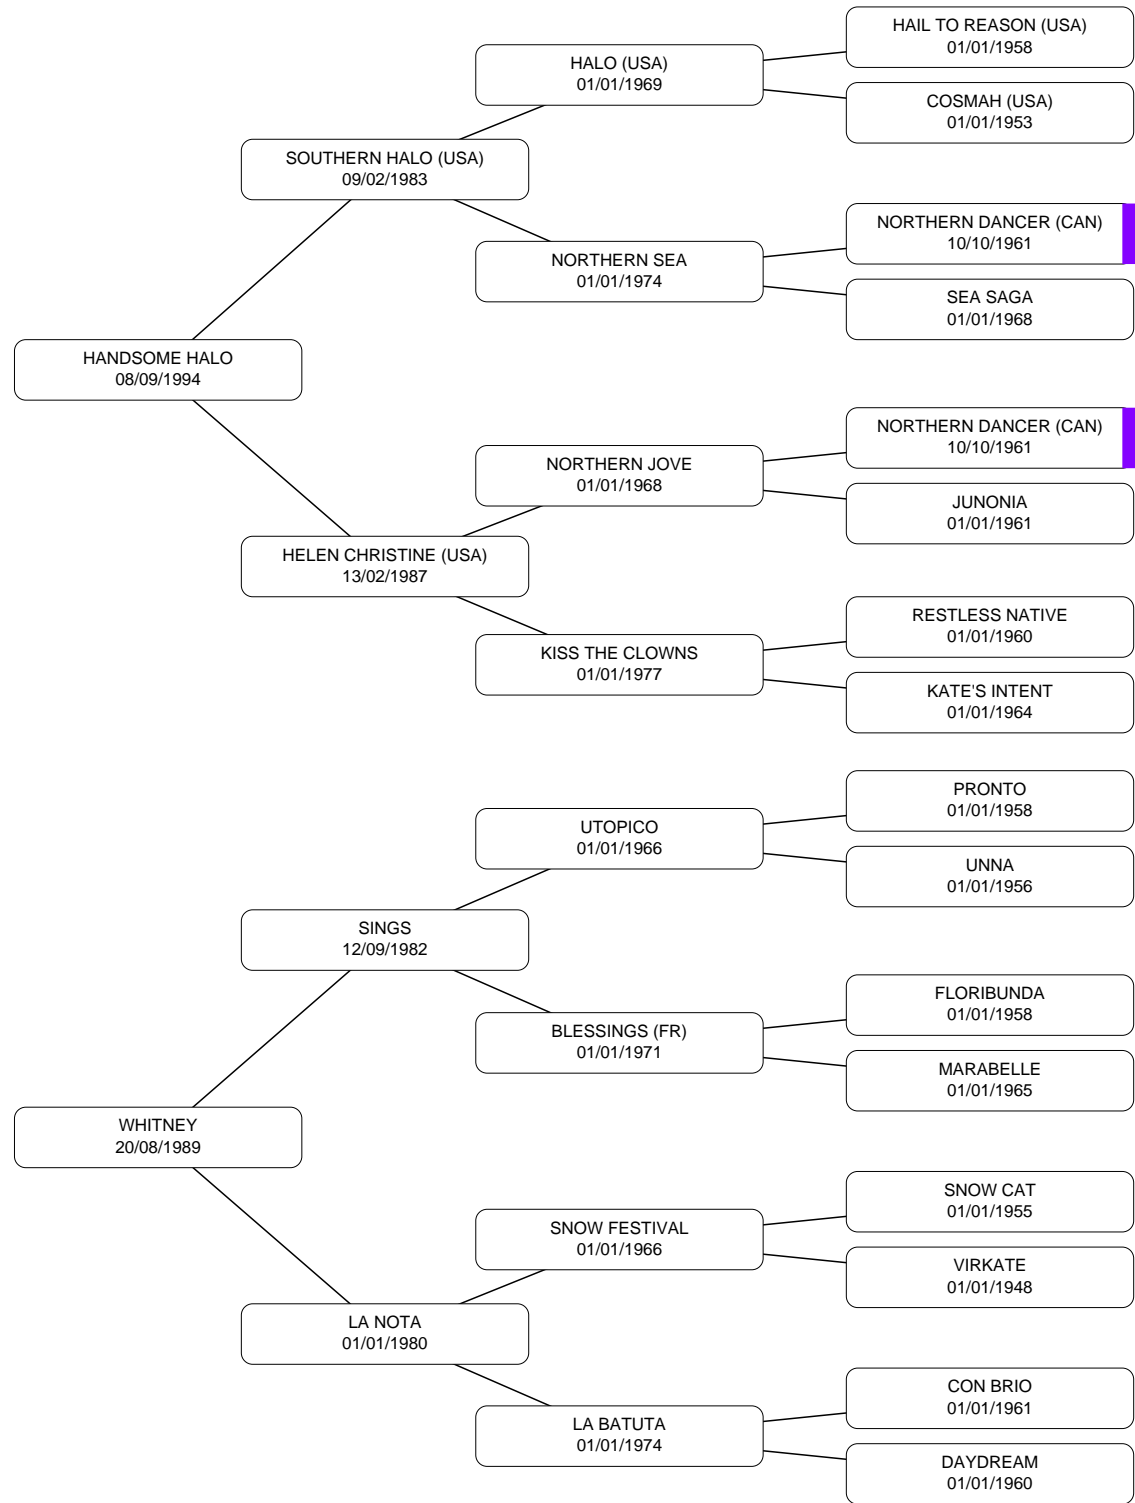 HAIL TO REASON (USA)
01/01/1958
HALO (USA)
01/01/1969
COSMAH (USA)
01/01/1953
SOUTHERN HALO (USA)
09/02/1983
NORTHERN DANCER (CAN)
10/10/1961
NORTHERN SEA
01/01/1974
SEA SAGA
01/01/1968
HANDSOME HALO
08/09/1994
NORTHERN DANCER (CAN)
10/10/1961
NORTHERN JOVE
01/01/1968
JUNONIA
01/01/1961
HELEN CHRISTINE (USA)
13/02/1987
RESTLESS NATIVE
01/01/1960
KISS THE CLOWNS
01/01/1977
KATE'S INTENT
01/01/1964
PRONTO
01/01/1958
UTOPICO
01/01/1966
UNNA
01/01/1956
SINGS
12/09/1982
FLORIBUNDA
01/01/1958
BLESSINGS (FR)
01/01/1971
MARABELLE
01/01/1965
WHITNEY
20/08/1989
SNOW CAT
01/01/1955
SNOW FESTIVAL
01/01/1966
VIRKATE
01/01/1948
LA NOTA
01/01/1980
CON BRIO
01/01/1961
LA BATUTA
01/01/1974
DAYDREAM
01/01/1960